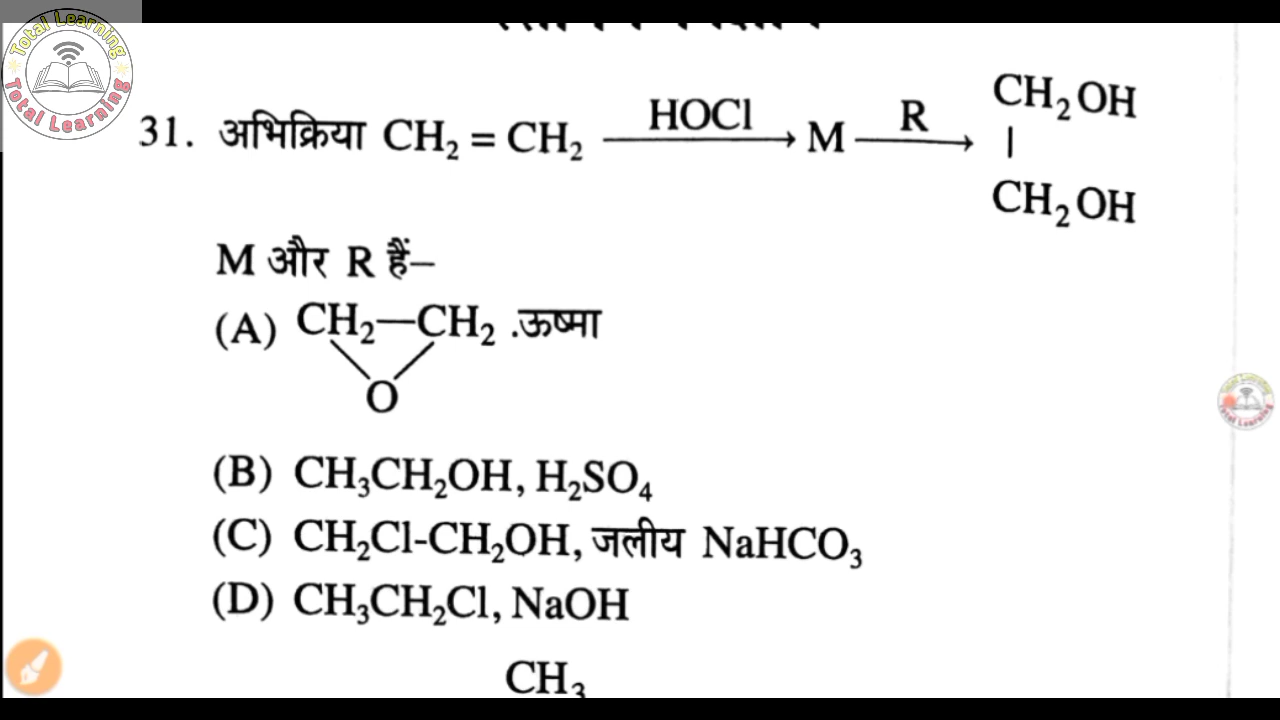 Total Learning
Total Learning
31. अभिक्रिया CH₂ = CH₂ —HOCl→ M —R→ CH₂OH
|
CH₂OH
M और R हैं–
(A) CH₂—CH₂ .ऊष्मा
O
(B) CH₃CH₂OH, H₂SO₄
(C) CH₂Cl-CH₂OH, जलीय NaHCO₃
(D) CH₃CH₂Cl, NaOH
CH₃